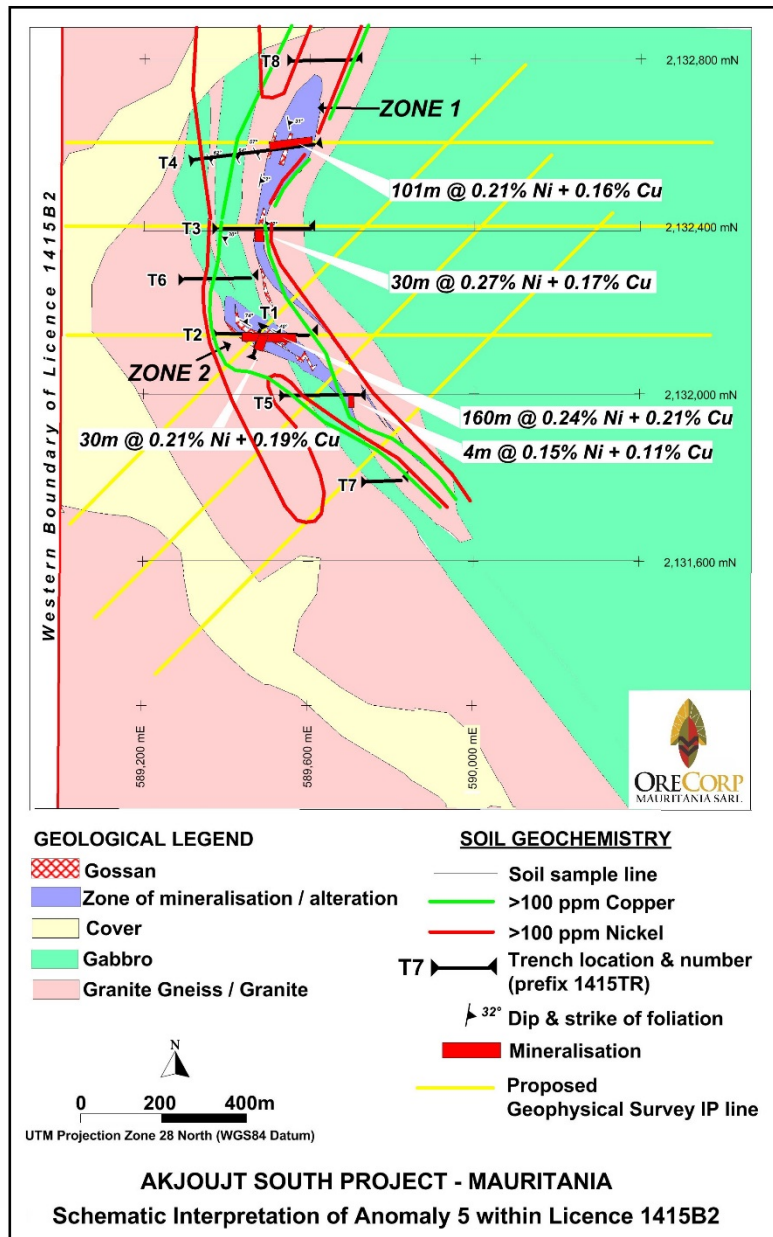 T8
2,132,800 mN
ZONE 1
T4
101m @ 0.21% Ni + 0.16% Cu
T3
2,132,400 mN
30m @ 0.27% Ni + 0.17% Cu
T6
T1
T2
ZONE 2
2,132,000 mN
T5
160m @ 0.24% Ni + 0.21% Cu
30m @ 0.21% Ni + 0.19% Cu
4m @ 0.15% Ni + 0.11% Cu
T7
2,131,600 mN
Western Boundary of Licence 1415B2
589,200 mE
589,600 mE
590,000 mE
ORECORP
MAURITANIA SARL
GEOLOGICAL LEGEND
Gossan
Zone of mineralisation / alteration
Cover
Gabbro
Granite Gneiss / Granite
N
0 200 400m
UTM Projection Zone 28 North (WGS84 Datum)
SOIL GEOCHEMISTRY
Soil sample line
>100 ppm Copper
>100 ppm Nickel
T7 Trench location & number
(prefix 1415TR)
32° Dip & strike of foliation
Mineralisation
Proposed
Geophysical Survey IP line
AKJOUJT SOUTH PROJECT - MAURITANIA
Schematic Interpretation of Anomaly 5 within Licence 1415B2